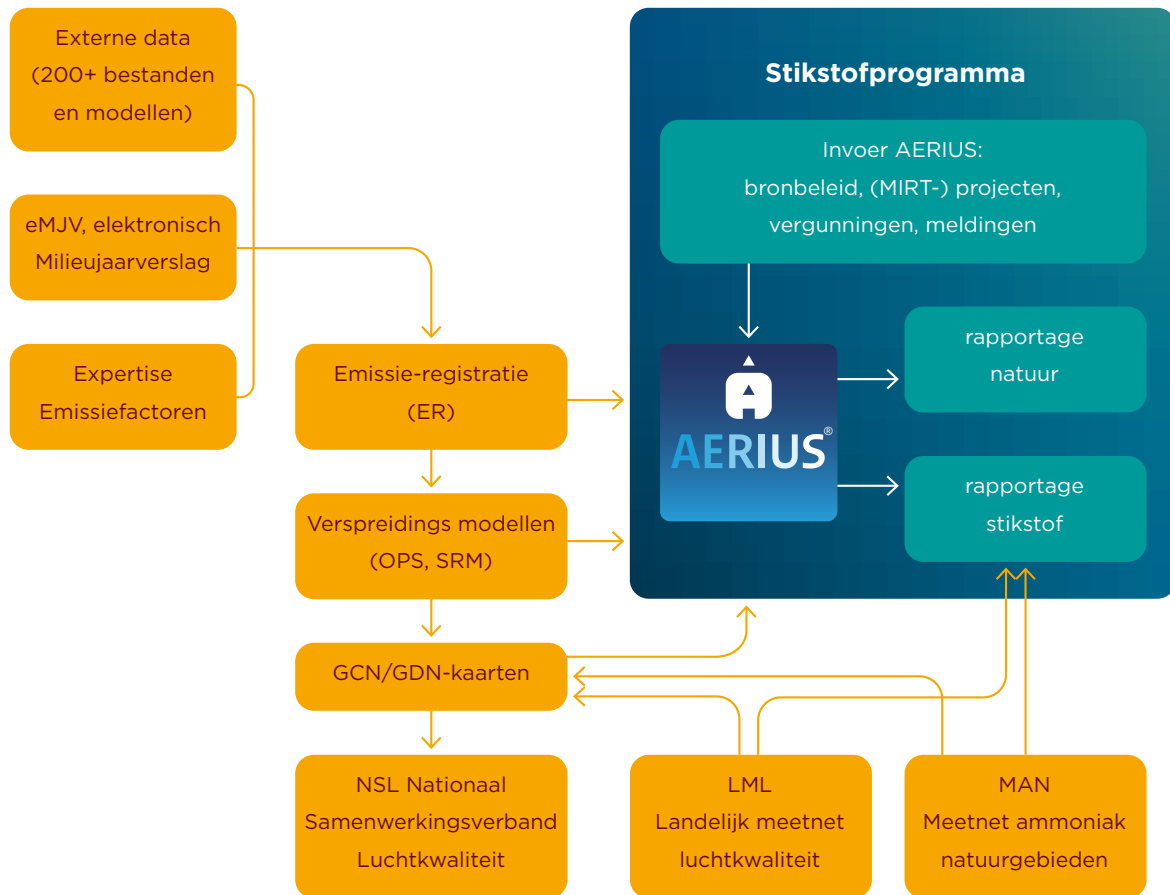 Externe data
(200+ bestanden
en modellen)
eMJV, elektronisch
Milieujaarverslag
Expertise
Emissiefactoren
Emissie-registratie
(ER)
Verspreidings modellen
(OPS, SRM)
GCN/GDN-kaarten
NSL Nationaal
Samenwerkingsverband
Luchtkwaliteit
LML
Landelijk meetnet
luchtkwaliteit
MAN
Meetnet ammoniak
natuurgebieden
Stikstofprogramma
Invoer AERIUS:
bronbeleid, (MIRT-) projecten,
vergunningen, meldingen
AERIUS®
rapportage
natuur
rapportage
stikstof